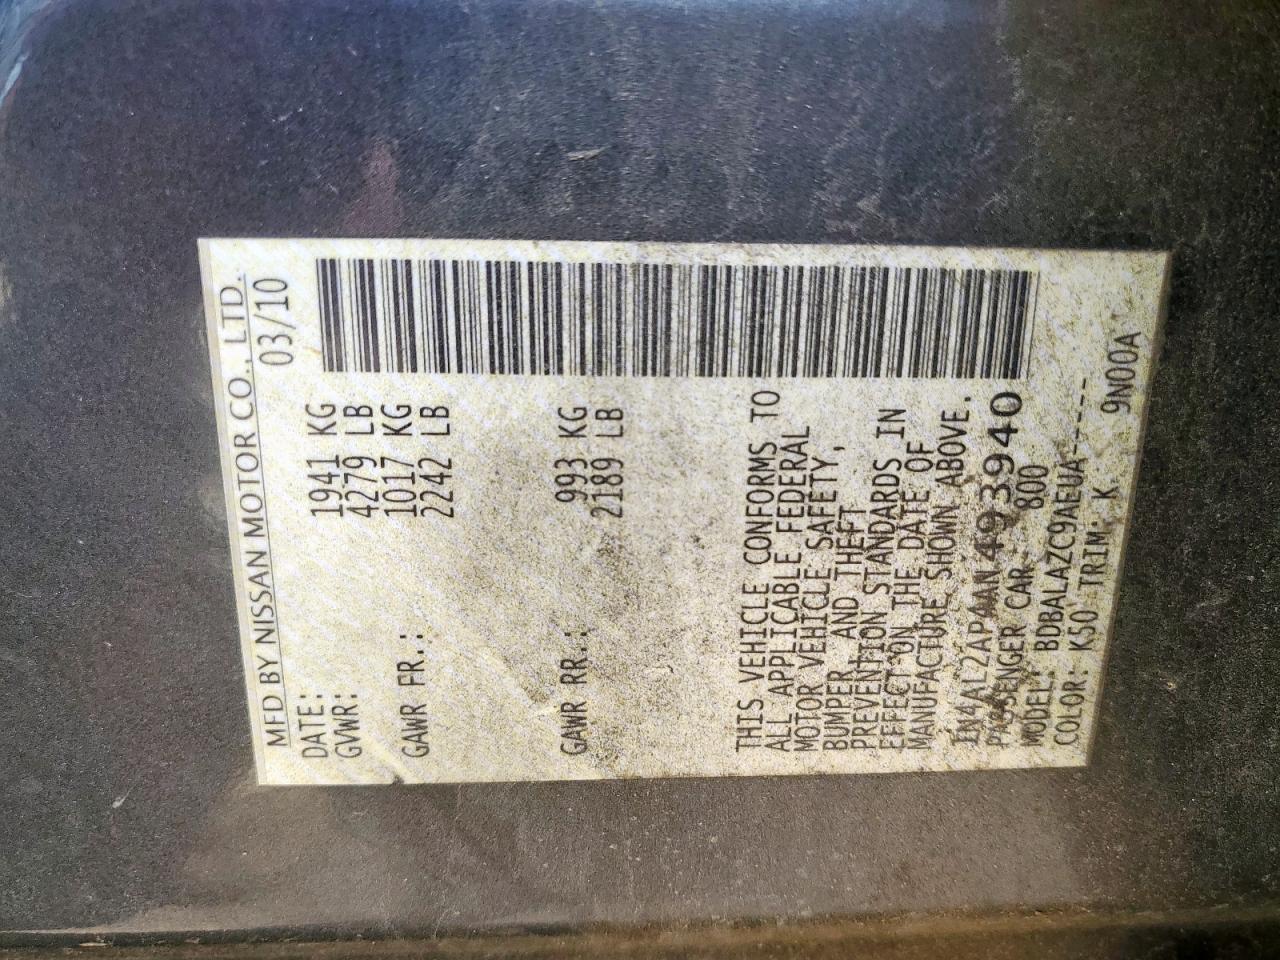 MFD BY NISSAN MOTOR CO., LTD.
DATE: 03/10
GVWR: 1941 KG
4279 LB
GAWR FR.: 1017 KG
2242 LB
GAWR RR.: 993 KG
2189 LB
THIS VEHICLE CONFORMS TO
ALL APPLICABLE FEDERAL
MOTOR VEHICLE SAFETY,
BUMPER, AND THEFT
PREVENTION STANDARDS IN
EFFECT ON THE DATE OF
MANUFACTURE SHOWN ABOVE.
1N4AL2AP4AN493940
PASSENGER CAR 800
MODEL: BDBALAZC9AEUA-----
COLOR: K50 TRIM: K 9N00A